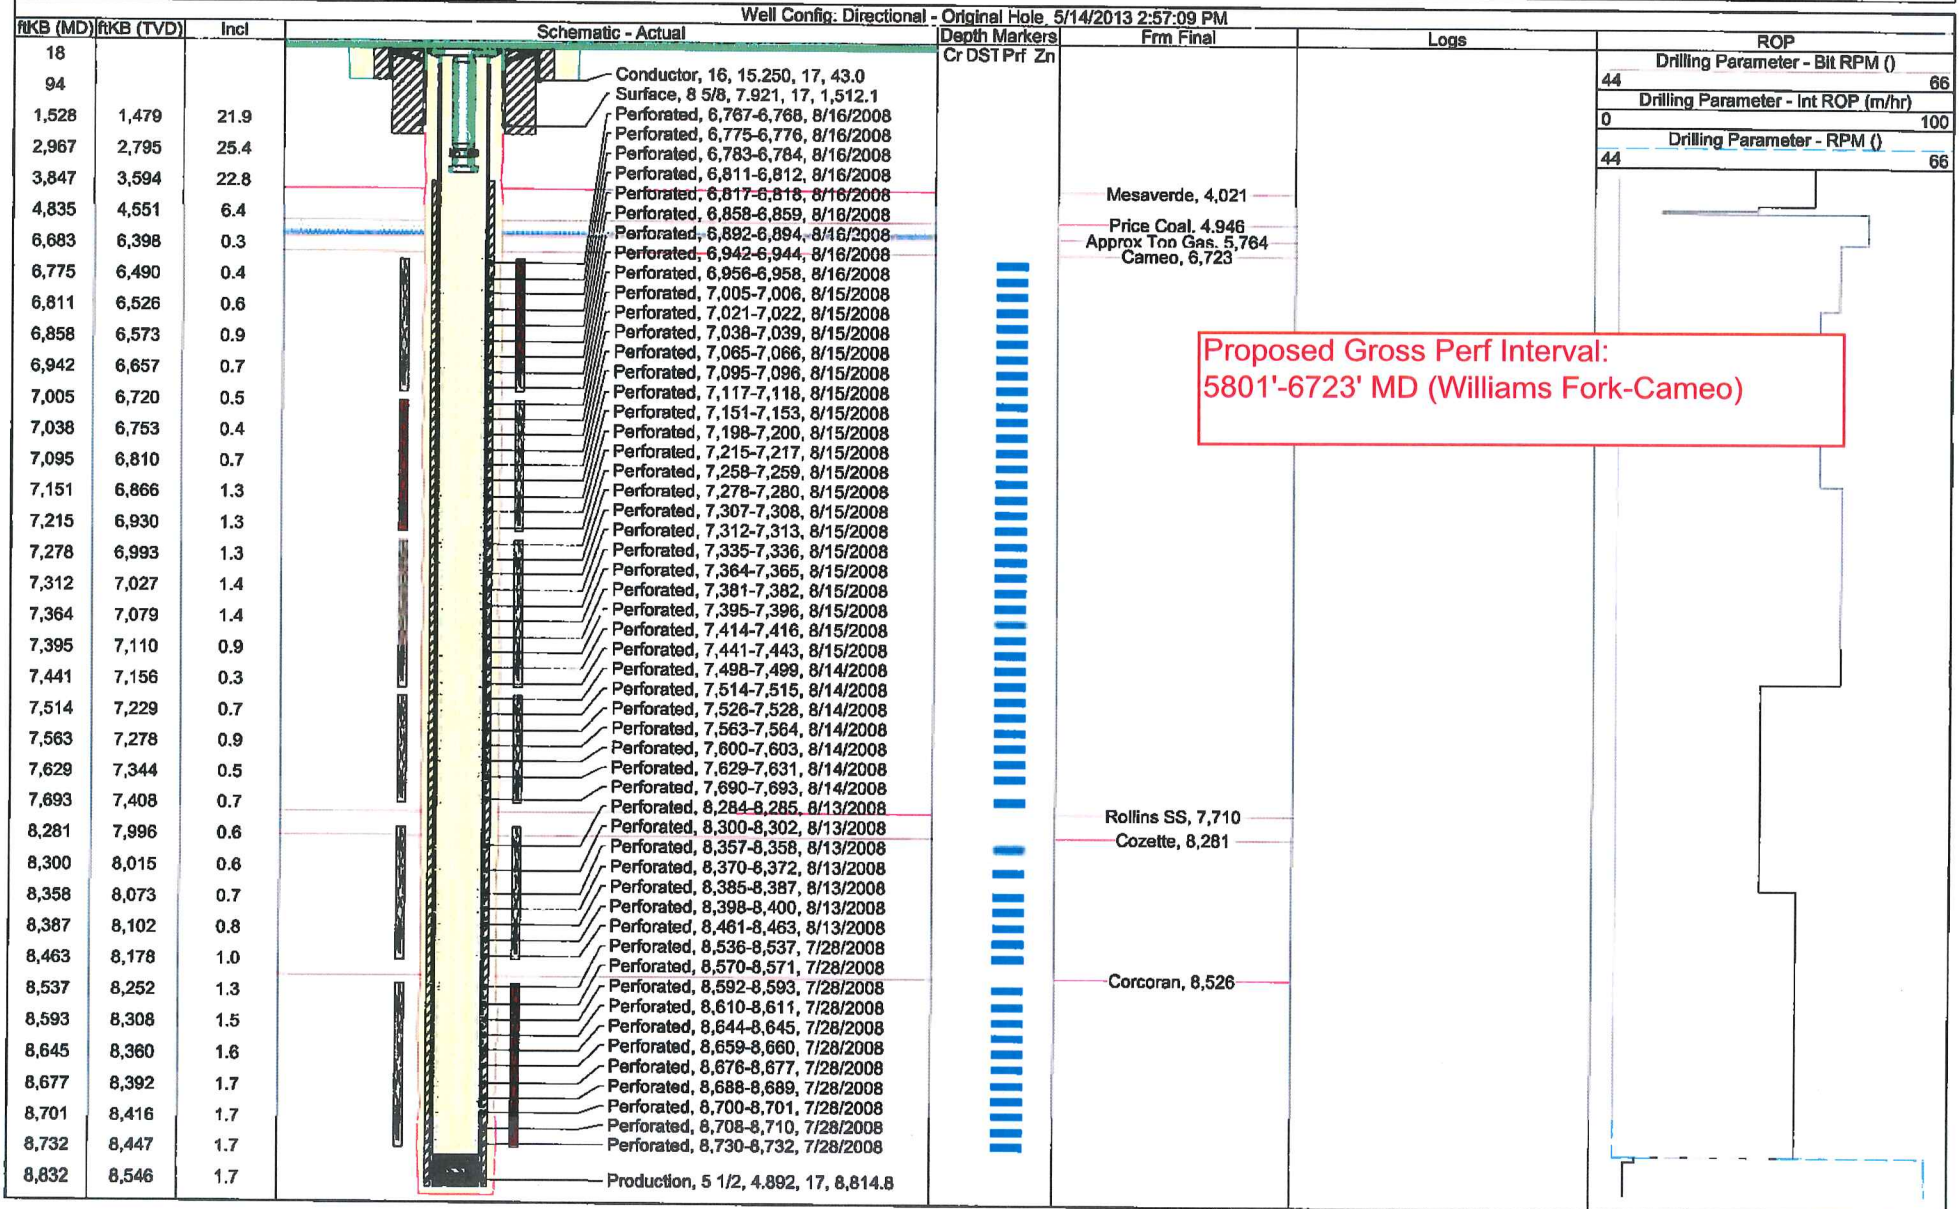 Well Config: Directional - Original Hole, 5/14/2013 2:57:09 PM
ftKB (MD) ftKB (TVD) Incl Schematic - Actual Depth Markers Frm Final Logs ROP
Cr DST Prf Zn
Drilling Parameter - Bit RPM ()
44 66
Drilling Parameter - Int ROP (m/hr)
0 100
Drilling Parameter - RPM ()
44 66
18
94
1,528 1,479 21.9
2,967 2,795 25.4
3,847 3,594 22.8
4,835 4,551 6.4
6,683 6,398 0.3
6,775 6,490 0.4
6,811 6,526 0.6
6,858 6,573 0.9
6,942 6,657 0.7
7,005 6,720 0.5
7,038 6,753 0.4
7,095 6,810 0.7
7,151 6,866 1.3
7,215 6,930 1.3
7,278 6,993 1.3
7,312 7,027 1.4
7,364 7,079 1.4
7,395 7,110 0.9
7,441 7,156 0.3
7,514 7,229 0.7
7,563 7,278 0.9
7,629 7,344 0.5
7,693 7,408 0.7
8,281 7,996 0.6
8,300 8,015 0.6
8,358 8,073 0.7
8,387 8,102 0.8
8,463 8,178 1.0
8,537 8,252 1.3
8,593 8,308 1.5
8,645 8,360 1.6
8,677 8,392 1.7
8,701 8,416 1.7
8,732 8,447 1.7
8,832 8,546 1.7
Conductor, 16, 15.250, 17, 43.0
Surface, 8 5/8, 7.921, 17, 1,512.1
Perforated, 6,767-6,768, 8/16/2008
Perforated, 6,775-6,776, 8/16/2008
Perforated, 6,783-6,784, 8/16/2008
Perforated, 6,811-6,812, 8/16/2008
Perforated, 6,817-6,818, 8/16/2008
Perforated, 6,858-6,859, 8/16/2008
Perforated, 6,892-6,894, 8/16/2008
Perforated, 6,942-6,944, 8/16/2008
Perforated, 6,956-6,958, 8/16/2008
Perforated, 7,005-7,006, 8/15/2008
Perforated, 7,021-7,022, 8/15/2008
Perforated, 7,038-7,039, 8/15/2008
Perforated, 7,065-7,066, 8/15/2008
Perforated, 7,095-7,096, 8/15/2008
Perforated, 7,117-7,118, 8/15/2008
Perforated, 7,151-7,153, 8/15/2008
Perforated, 7,198-7,200, 8/15/2008
Perforated, 7,215-7,217, 8/15/2008
Perforated, 7,258-7,259, 8/15/2008
Perforated, 7,278-7,280, 8/15/2008
Perforated, 7,307-7,308, 8/15/2008
Perforated, 7,312-7,313, 8/15/2008
Perforated, 7,335-7,336, 8/15/2008
Perforated, 7,364-7,365, 8/15/2008
Perforated, 7,381-7,382, 8/15/2008
Perforated, 7,395-7,396, 8/15/2008
Perforated, 7,414-7,416, 8/15/2008
Perforated, 7,441-7,443, 8/15/2008
Perforated, 7,498-7,499, 8/14/2008
Perforated, 7,514-7,515, 8/14/2008
Perforated, 7,526-7,528, 8/14/2008
Perforated, 7,563-7,564, 8/14/2008
Perforated, 7,600-7,603, 8/14/2008
Perforated, 7,629-7,631, 8/14/2008
Perforated, 7,690-7,693, 8/14/2008
Perforated, 8,284-8,285, 8/13/2008
Perforated, 8,300-8,302, 8/13/2008
Perforated, 8,357-8,358, 8/13/2008
Perforated, 8,370-8,372, 8/13/2008
Perforated, 8,385-8,387, 8/13/2008
Perforated, 8,398-8,400, 8/13/2008
Perforated, 8,461-8,463, 8/13/2008
Perforated, 8,536-8,537, 7/28/2008
Perforated, 8,570-8,571, 7/28/2008
Perforated, 8,592-8,593, 7/28/2008
Perforated, 8,610-8,611, 7/28/2008
Perforated, 8,644-8,645, 7/28/2008
Perforated, 8,659-8,660, 7/28/2008
Perforated, 8,676-8,677, 7/28/2008
Perforated, 8,688-8,689, 7/28/2008
Perforated, 8,700-8,701, 7/28/2008
Perforated, 8,708-8,710, 7/28/2008
Perforated, 8,730-8,732, 7/28/2008
Production, 5 1/2, 4.892, 17, 8,814.8
Mesaverde, 4,021
Price Coal, 4,946
Approx Top Gas, 5,764
Cameo, 6,723
Rollins SS, 7,710
Cozette, 8,281
Corcoran, 8,526
Proposed Gross Perf Interval:
5801'-6723' MD (Williams Fork-Cameo)